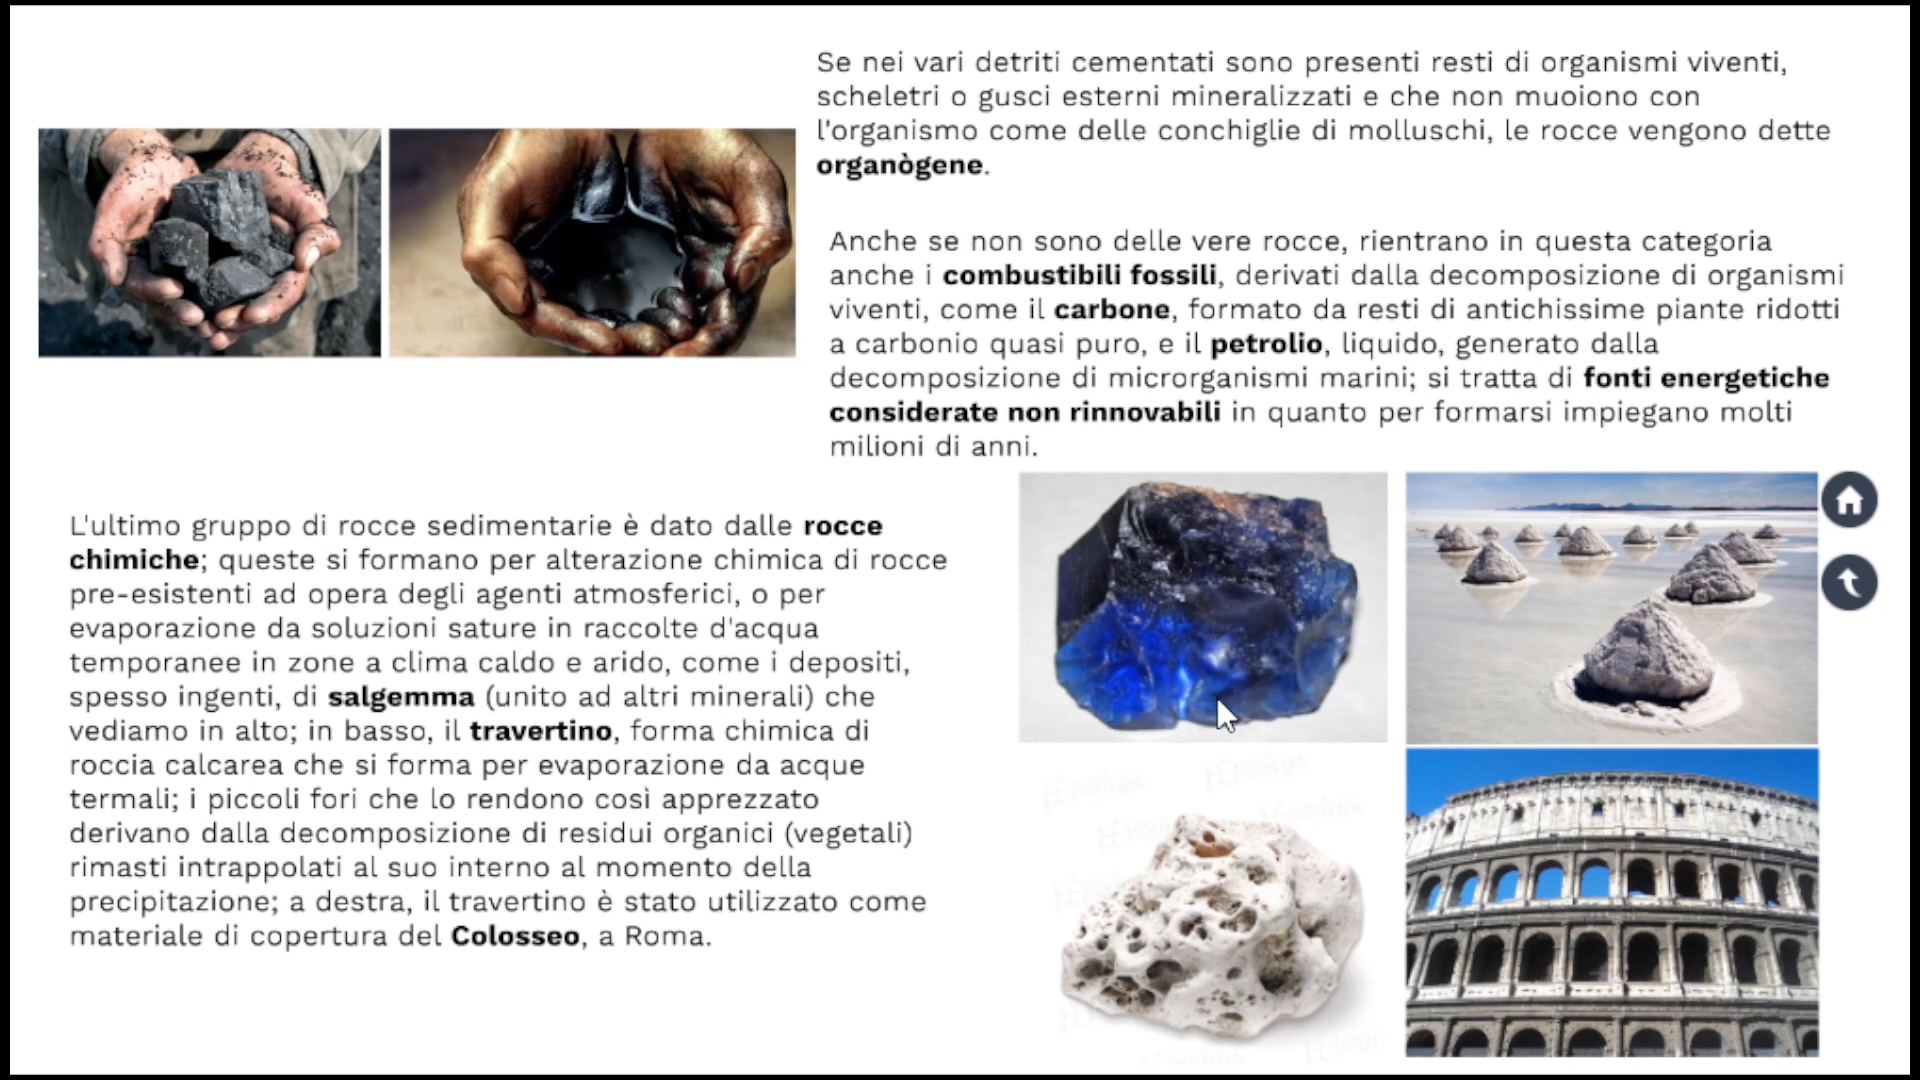 Se nei vari detriti cementati sono presenti resti di organismi viventi,
scheletri o gusci esterni mineralizzati e che non muoiono con
l'organismo come delle conchiglie di molluschi, le rocce vengono dette
organògene.
Anche se non sono delle vere rocce, rientrano in questa categoria
anche i combustibili fossili, derivati dalla decomposizione di organismi
viventi, come il carbone, formato da resti di antichissime piante ridotti
a carbonio quasi puro, e il petrolio, liquido, generato dalla
decomposizione di microrganismi marini; si tratta di fonti energetiche
considerate non rinnovabili in quanto per formarsi impiegano molti
milioni di anni.
L'ultimo gruppo di rocce sedimentarie è dato dalle rocce
chimiche; queste si formano per alterazione chimica di rocce
pre-esistenti ad opera degli agenti atmosferici, o per
evaporazione da soluzioni sature in raccolte d'acqua
temporanee in zone a clima caldo e arido, come i depositi,
spesso ingenti, di salgemma (unito ad altri minerali) che
vediamo in alto; in basso, il travertino, forma chimica di
roccia calcarea che si forma per evaporazione da acque
termali; i piccoli fori che lo rendono così apprezzato
derivano dalla decomposizione di residui organici (vegetali)
rimasti intrappolati al suo interno al momento della
precipitazione; a destra, il travertino è stato utilizzato come
materiale di copertura del Colosseo, a Roma.